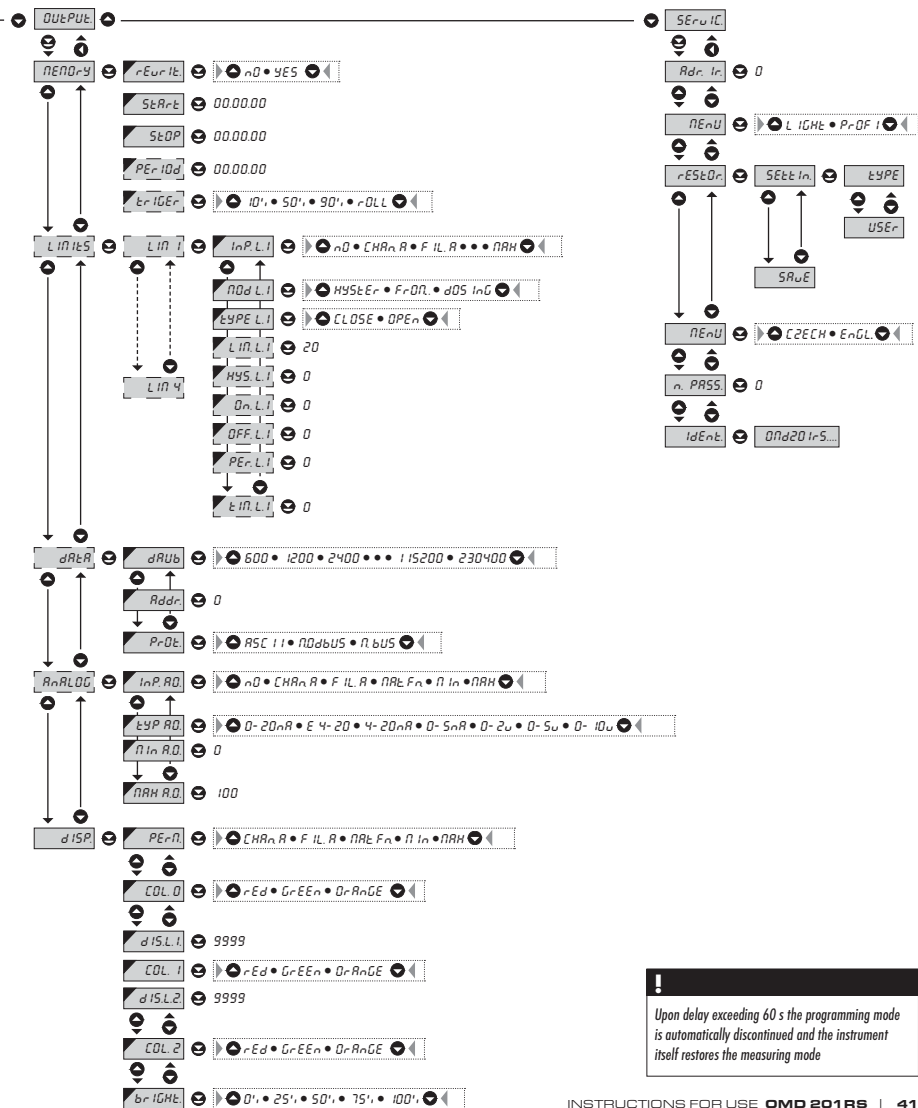 OUtPUt.
MEMOrY
rEwrit.
nO • YES
StArt
00.00.00
StOP
00.00.00
PEriOd
00.00.00
triGEr
10% • 50% • 90% • rOLL
LIMItS
LIM 1
InP. L.1
nO • CHAn. A • FIL. A • • • MAX
MOd L.1
HYStEr • FrOM. • dOSInG
tYPE L.1
CLOSE • OPEn
LIM. L.1
20
HYS. L.1
0
On. L.1
0
OFF. L.1
0
PEr. L.1
0
tIM. L.1
0
LIM 4
dAtA
dAUb
600 • 1200 • 2400 • • • 115200 • 230400
Addr.
0
PrOt.
ASCII • MOdbUS • M. bUS
AnALOG
InP. AO.
nO • CHAn. A • FIL. A • MAt. Fn • MIn • MAX
tYP AO.
0-20mA • E 4-20 • 4-20mA • 0-5mA • 0-2v • 0-5v • 0-10v
MIn A.O.
0
MAX A.O.
100
dISP.
PErM.
CHAn. A • FIL. A • MAt. Fn • MIn • MAX
COL. 0
rEd • GrEEn • OrAnGE
dIS.L.1.
9999
COL. 1
rEd • GrEEn • OrAnGE
dIS.L.2.
9999
COL. 2
rEd • GrEEn • OrAnGE
briGHt.
0% • 25% • 50% • 75% • 100%
SErvIC.
Adr. Ir.
0
MEnU
LIGHt • PrOFI
rEStOr.
SEttIn.
tYPE
USEr
SAvE
MEnU
CZECH • EnGL.
n. PASS.
0
IdEnt.
OMd201rS....
!
Upon delay exceeding 60 s the programming mode
is automatically discontinued and the instrument
itself restores the measuring mode
INSTRUCTIONS FOR USE OMD 201RS | 41